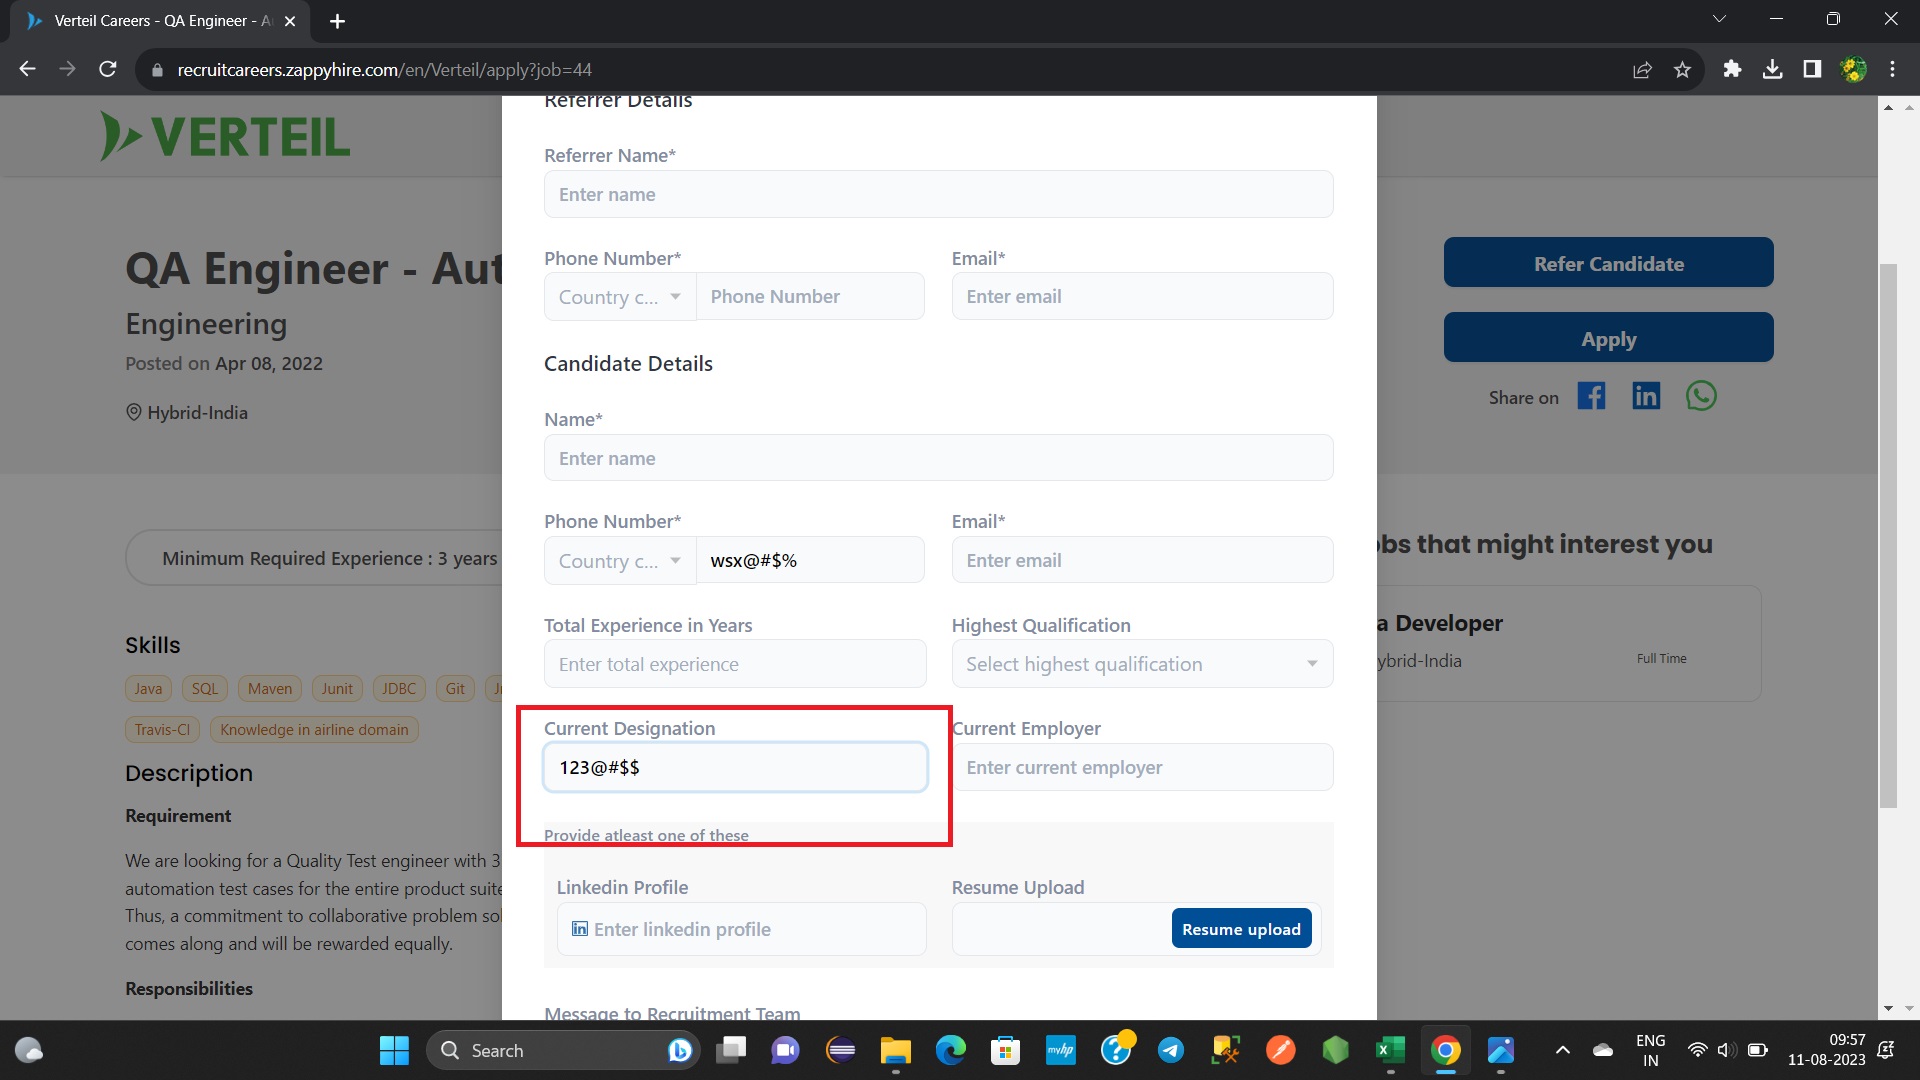 Verteil Careers - QA Engineer - A
recruitcareers.zappyhire.com/en/Verteil/apply?job=44
VERTEIL
QA Engineer - Aut
Engineering
Posted on Apr 08, 2022
Hybrid-India
Minimum Required Experience : 3 years
Skills
Java SQL Maven Junit JDBC Git
Travis-CI Knowledge in airline domain
Description
Requirement
We are looking for a Quality Test engineer with 3
automation test cases for the entire product suite
Thus, a commitment to collaborative problem sol
comes along and will be rewarded equally.
Responsibilities
Referrer Details
Referrer Name*
Enter name
Phone Number* Email*
Country c... Phone Number Enter email
Candidate Details
Name*
Enter name
Phone Number* Email*
Country c... wsx@#$% Enter email
Total Experience in Years Highest Qualification
Enter total experience Select highest qualification
Current Designation Current Employer
123@#$$ Enter current employer
Provide atleast one of these
Linkedin Profile Resume Upload
in Enter linkedin profile Resume upload
Message to Recruitment Team
Refer Candidate
Apply
Share on
in
bs that might interest you
a Developer
ybrid-India Full Time
Search
myhp
ENG
IN
09:57
11-08-2023